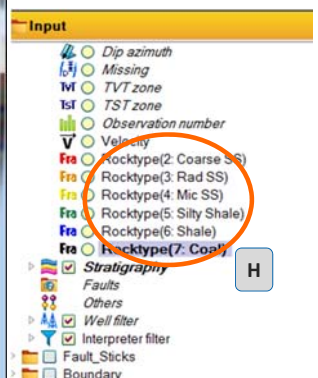 Input
Dip azimuth
Missing
TVT TVT zone
TST TST zone
Observation number
V Velocity
Fra Rocktype(2: Coarse SS)
Fra Rocktype(3: Rad SS)
Fra Rocktype(4: Mic SS)
Fra Rocktype(5: Silty Shale)
Fra Rocktype(6: Shale)
Fra Rocktype(7: Coal)
Stratigraphy
H
Faults
Others
Well filter
Interpreter filter
Fault_Sticks
Boundary